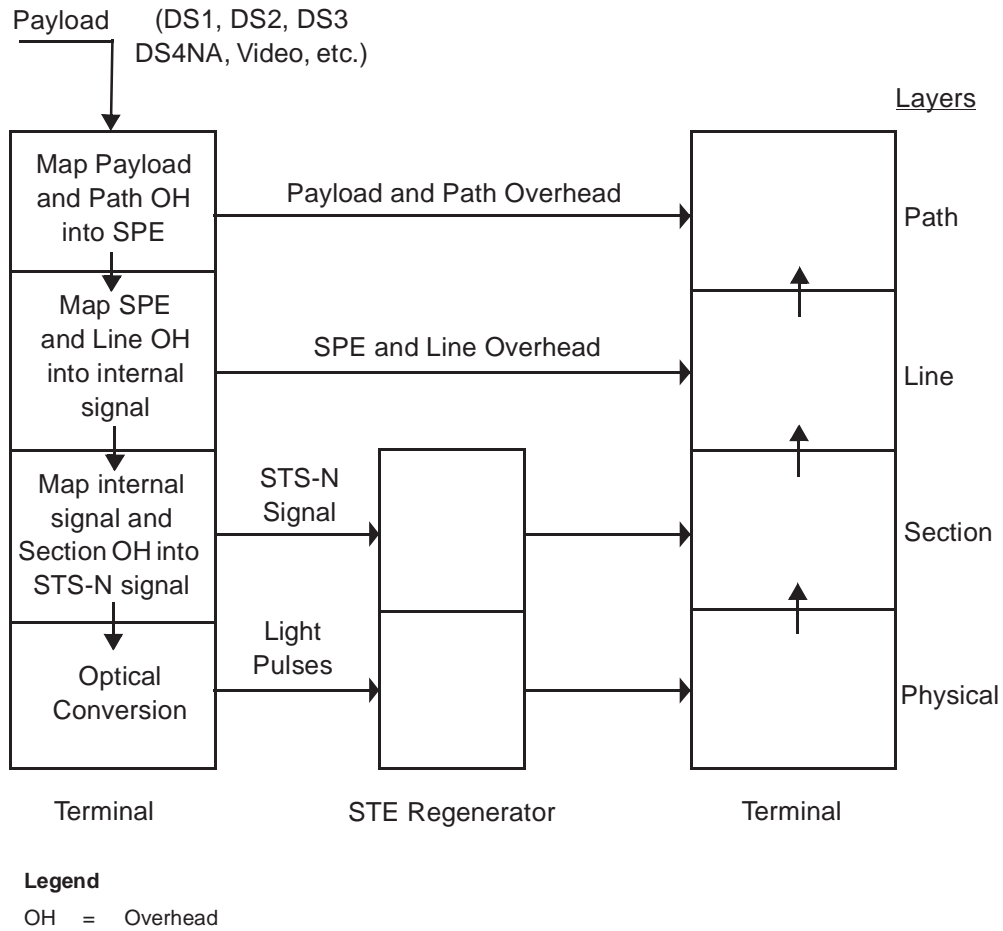 Payload
(DS1, DS2, DS3
DS4NA, Video, etc.)
Layers
Map Payload
and Path OH
into SPE
Payload and Path Overhead
Path
Map SPE
and Line OH
into internal
signal
SPE and Line Overhead
Line
Map internal
signal and
Section OH into
STS-N signal
STS-N
Signal
Section
Optical
Conversion
Light
Pulses
Physical
Terminal
STE Regenerator
Terminal
Legend
OH = Overhead